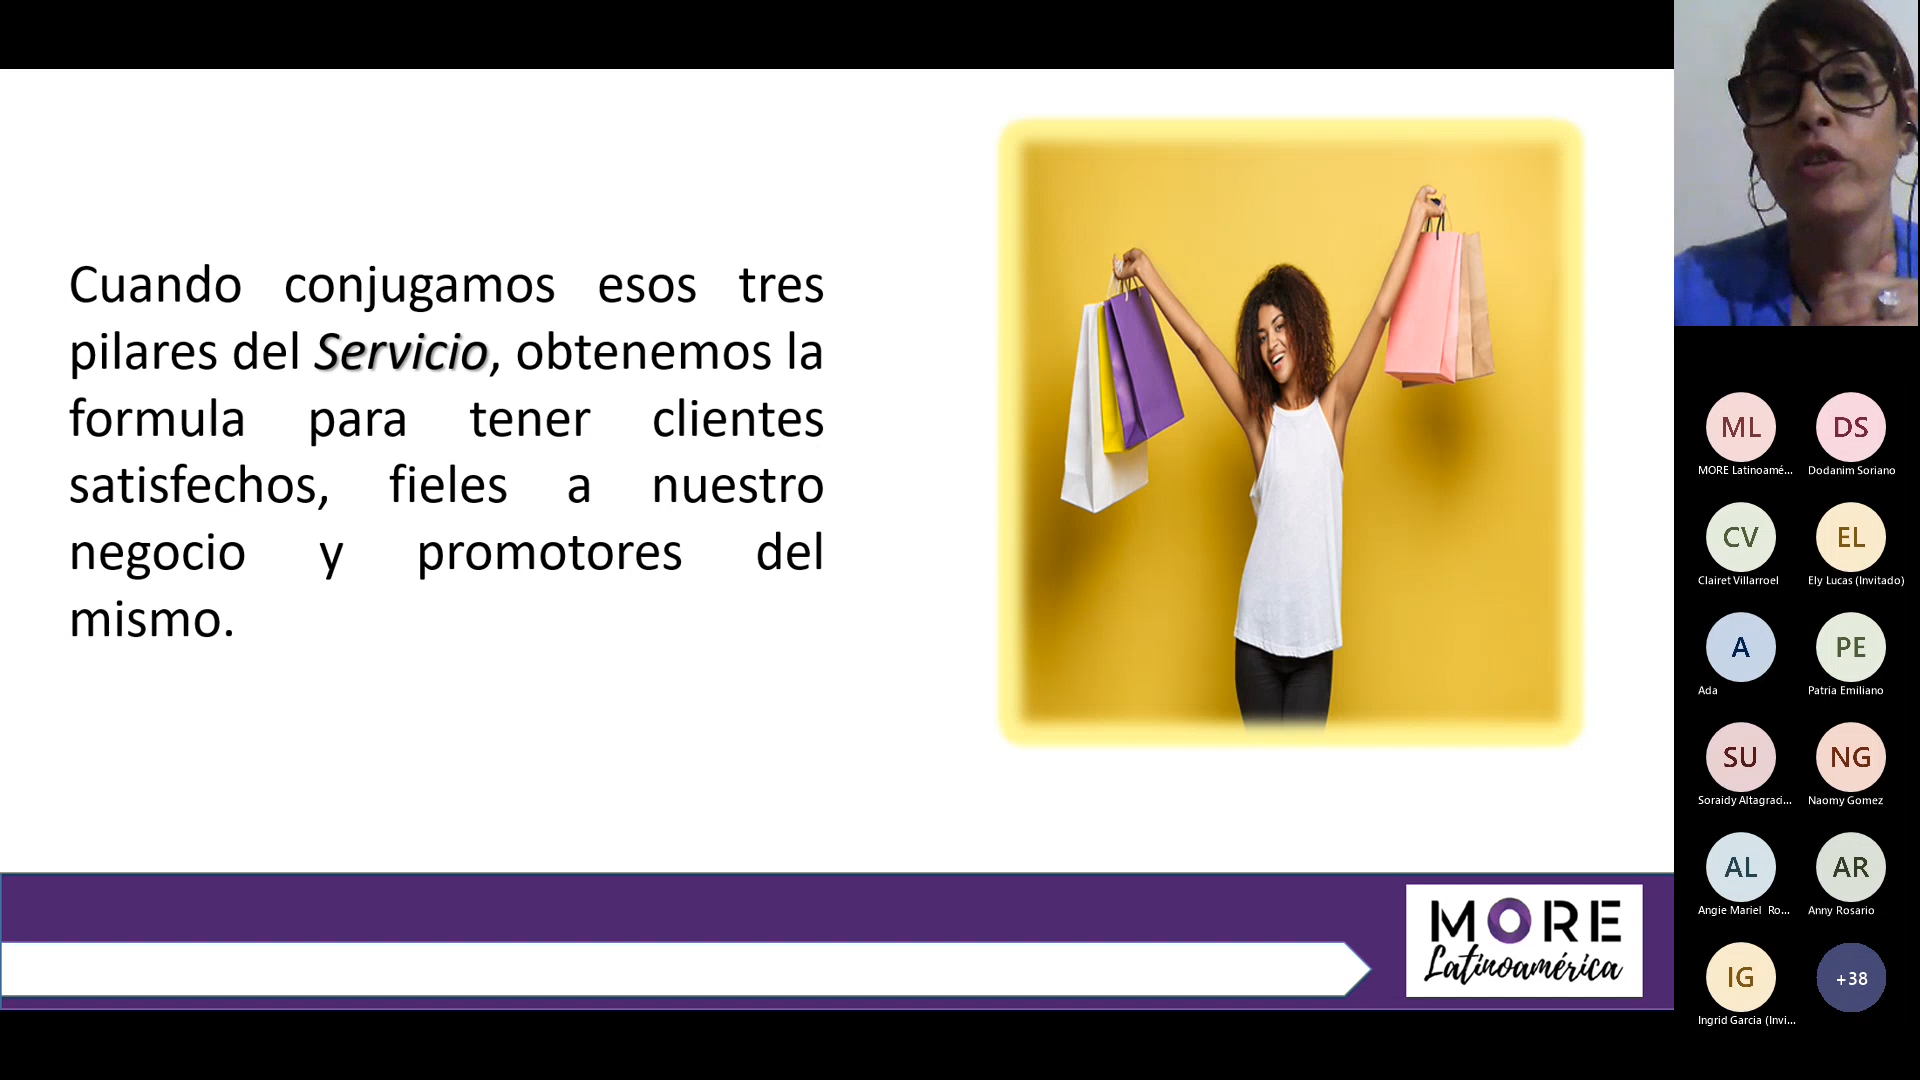 Cuando conjugamos esos tres
pilares del Servicio, obtenemos la
formula para tener clientes
satisfechos, fieles a nuestro
negocio y promotores del
mismo.
MORE
Latinoamérica
ML
DS
MORE Latinoamé...
Dodanim Soriano
CV
EL
Clairet Villarroel
Ely Lucas (Invitado)
A
PE
Ada
Patria Emiliano
SU
NG
Soraidy Altagraci...
Naomy Gomez
AL
AR
Angie Mariel Ro...
Anny Rosario
IG
+38
Ingrid Garcia (Invi...